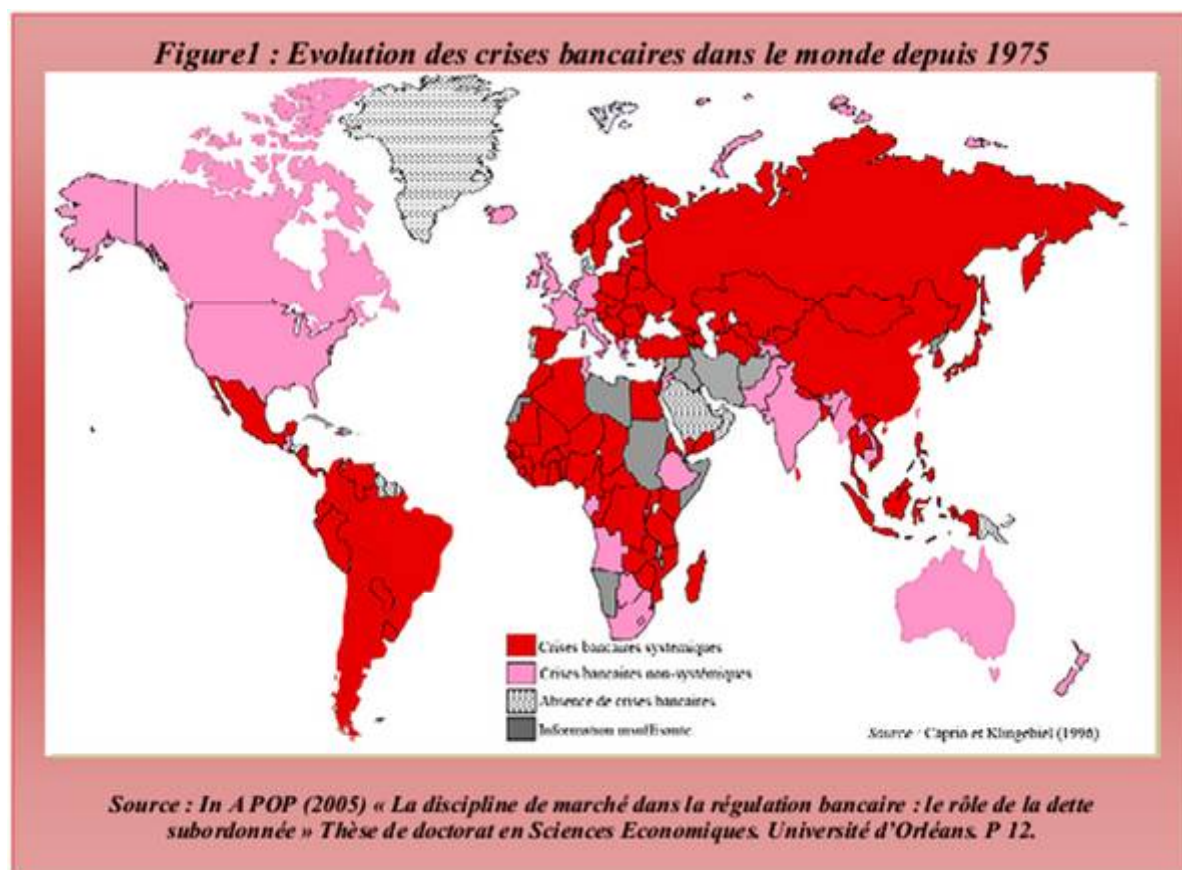 Figure1 : Evolution des crises bancaires dans le monde depuis 1975
Crises bancaires systémiques
Crises bancaires non-systémiques
Absence de crises bancaires
Information insuffisante
Source : Caprio et Klingebiel (1996)
Source : In A POP (2005) « La discipline de marché dans la régulation bancaire : le rôle de la dette
subordonnée » Thèse de doctorat en Sciences Economiques. Université d'Orléans. P 12.